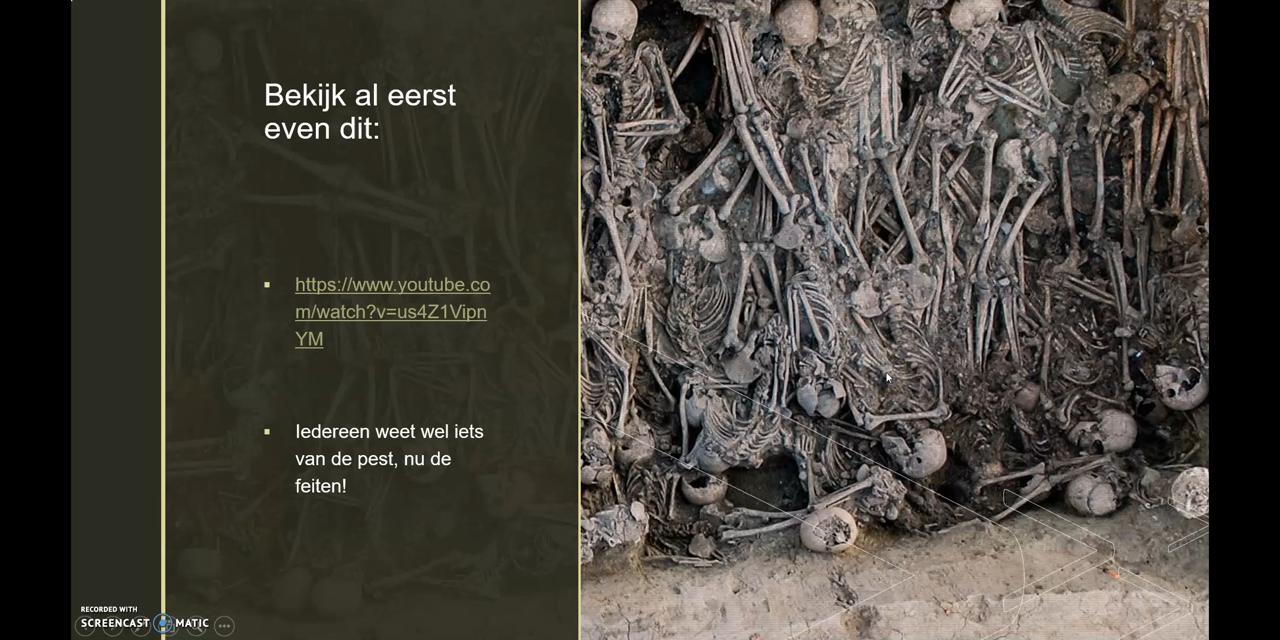 Bekijk al eerst
even dit:
https://www.youtube.co
m/watch?v=us4Z1Vipn
YM
Iedereen weet wel iets
van de pest, nu de
feiten!
RECORDED WITH
SCREENCAST MATIC